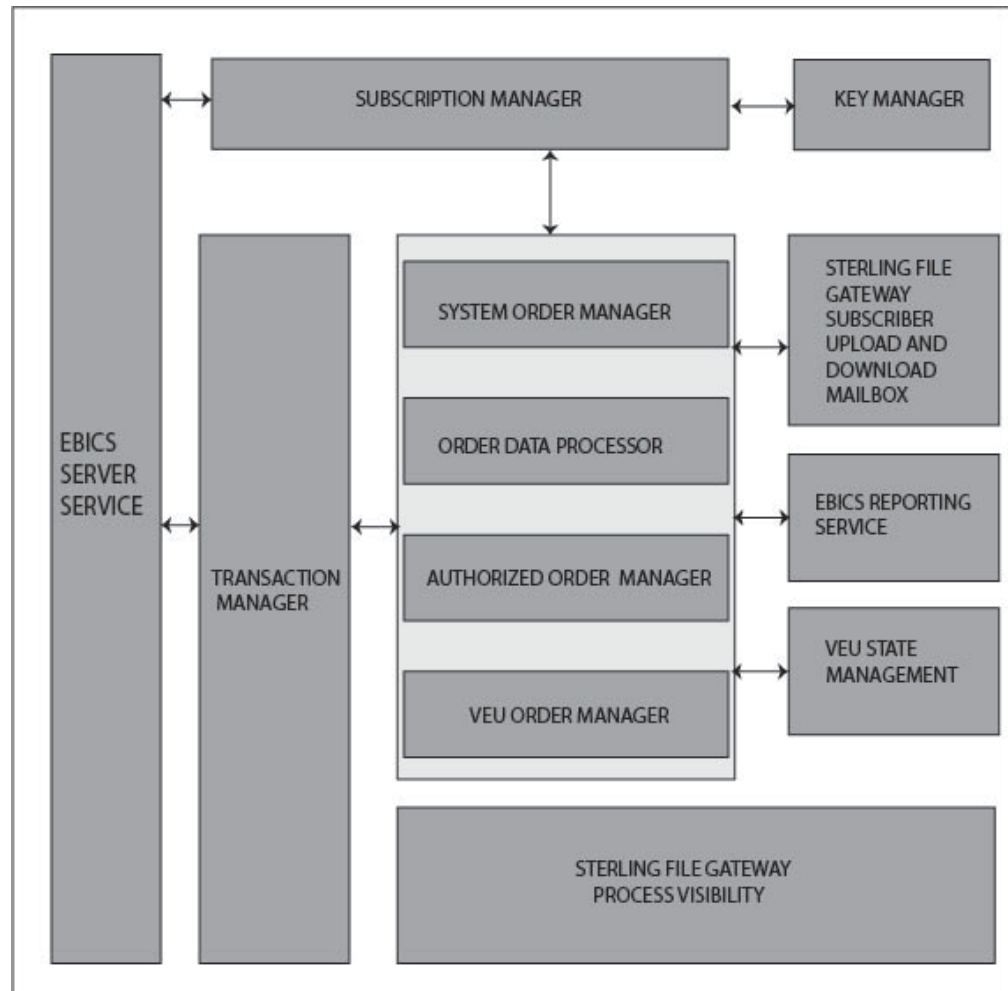 SUBSCRIPTION MANAGER
KEY MANAGER
EBICS
SERVER
SERVICE
TRANSACTION
MANAGER
SYSTEM ORDER MANAGER
ORDER DATA PROCESSOR
AUTHORIZED ORDER MANAGER
VEU ORDER MANAGER
STERLING FILE
GATEWAY
SUBSCRIBER
UPLOAD AND
DOWNLOAD
MAILBOX
EBICS REPORTING
SERVICE
VEU STATE
MANAGEMENT
STERLING FILE GATEWAY
PROCESS VISIBILITY